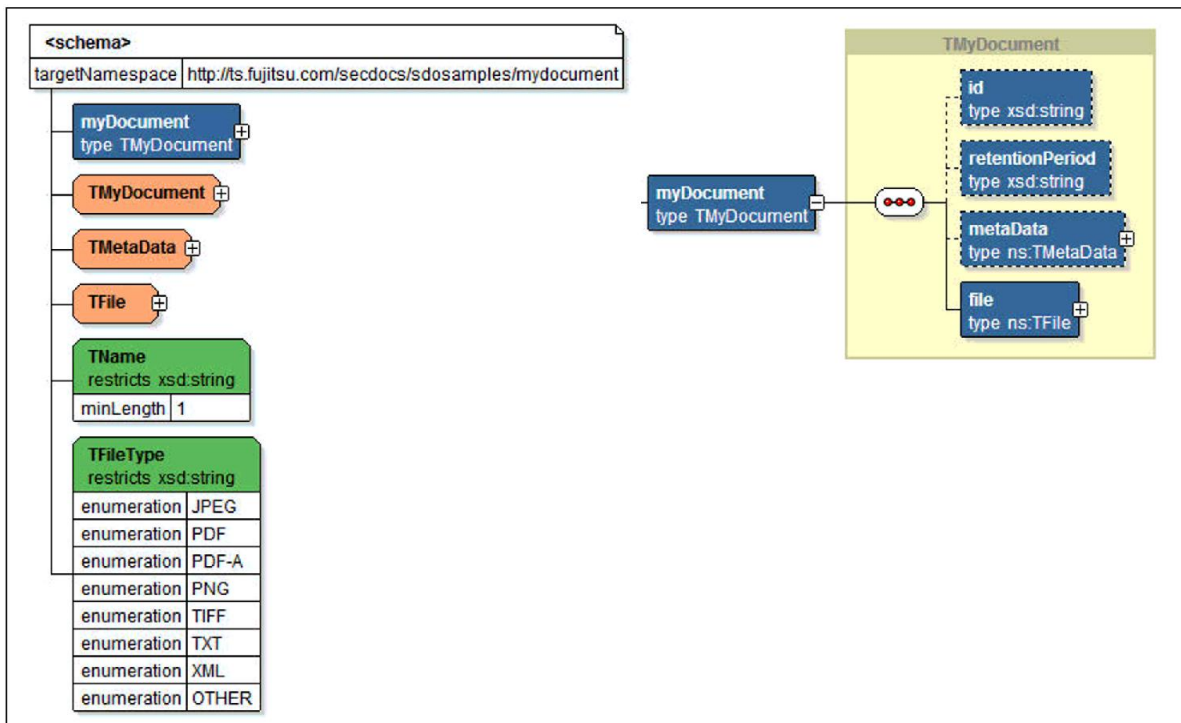 <schema>
targetNamespace http://ts.fujitsu.com/secdocs/sdosamples/mydocument
myDocument
type TMyDocument
TMyDocument
TMetaData
TFile
TName
restricts xsd:string
minLength 1
TFileType
restricts xsd:string
enumeration JPEG
enumeration PDF
enumeration PDF-A
enumeration PNG
enumeration TIFF
enumeration TXT
enumeration XML
enumeration OTHER
myDocument
type TMyDocument
TMyDocument
id
type xsd:string
retentionPeriod
type xsd:string
metaData
type ns:TMetaData
file
type ns:TFile